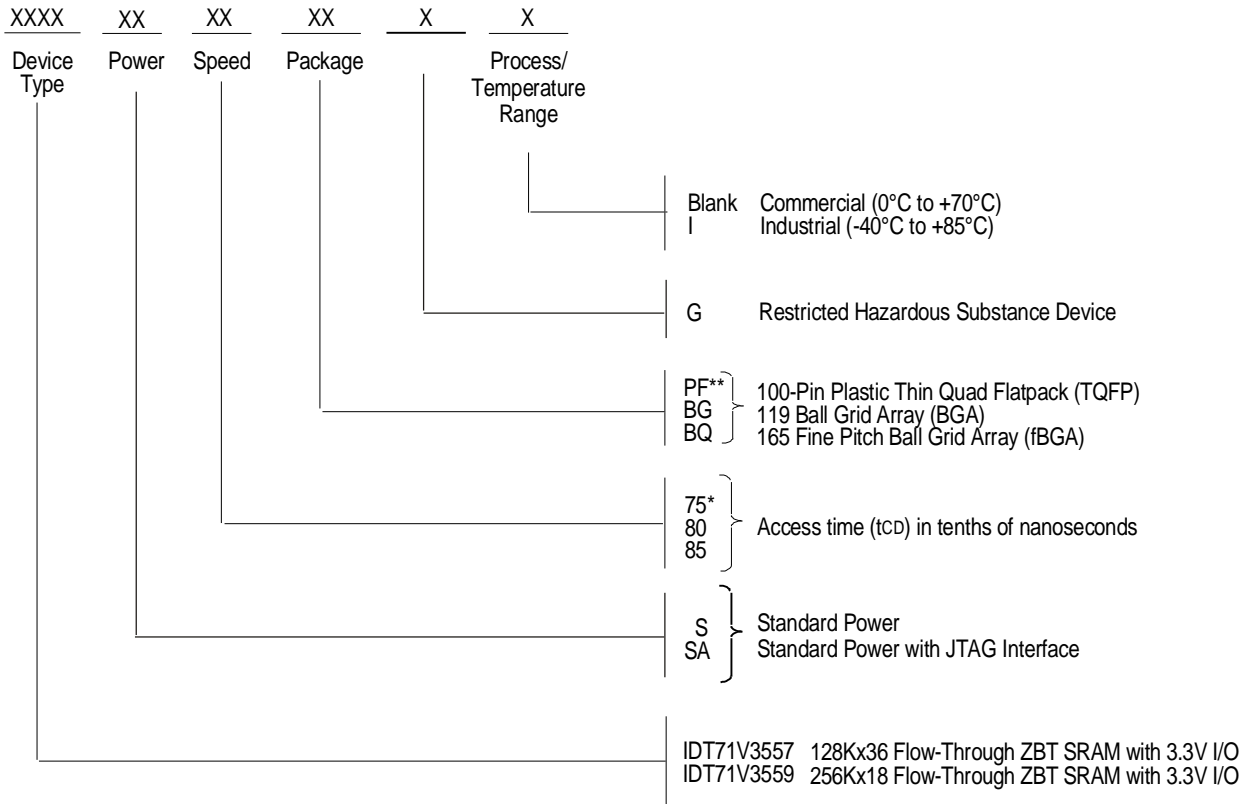 XXXX XX XX XX X X
Device Type Power Speed Package Process/ Temperature Range
Blank Commercial (0°C to +70°C)
I Industrial (-40°C to +85°C)
G Restricted Hazardous Substance Device
PF** 100-Pin Plastic Thin Quad Flatpack (TQFP)
BG 119 Ball Grid Array (BGA)
BQ 165 Fine Pitch Ball Grid Array (fBGA)
75*
80 Access time (tCD) in tenths of nanoseconds
85
S Standard Power
SA Standard Power with JTAG Interface
IDT71V3557 128Kx36 Flow-Through ZBT SRAM with 3.3V I/O
IDT71V3559 256Kx18 Flow-Through ZBT SRAM with 3.3V I/O